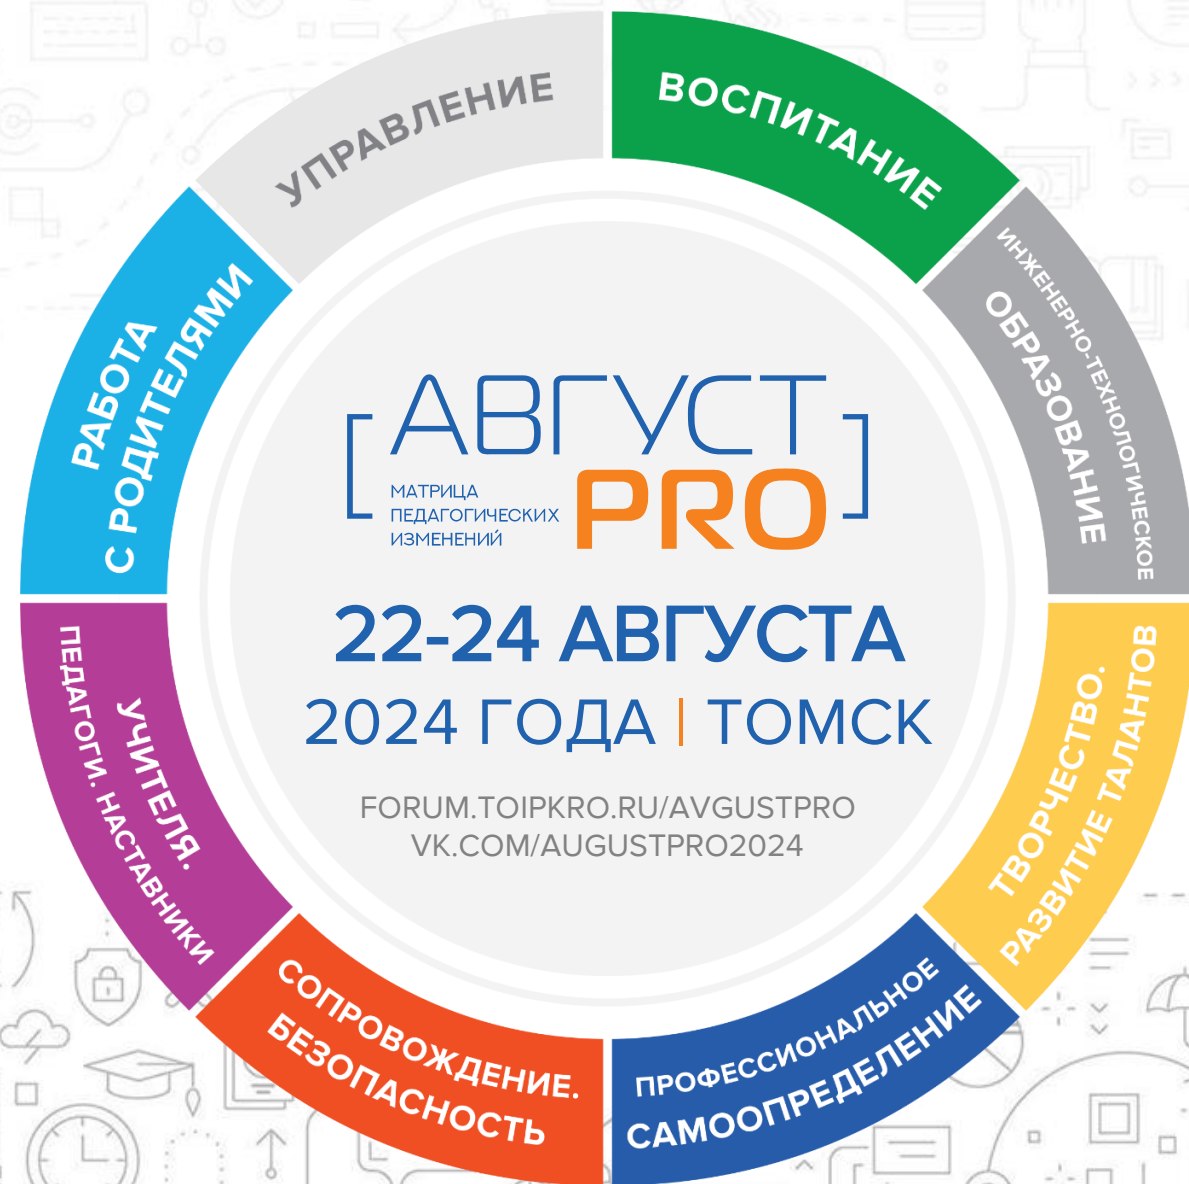 УПРАВЛЕНИЕ
ВОСПИТАНИЕ
ИНЖЕНЕРНО-ТЕХНОЛОГИЧЕСКОЕ
ОБРАЗОВАНИЕ
ТВОРЧЕСТВО.
РАЗВИТИЕ ТАЛАНТОВ
ПРОФЕССИОНАЛЬНОЕ
САМООПРЕДЕЛЕНИЕ
СОПРОВОЖДЕНИЕ.
БЕЗОПАСНОСТЬ
УЧИТЕЛЯ.
ПЕДАГОГИ. НАСТАВНИКИ
РАБОТА
С РОДИТЕЛЯМИ
[АВГУСТ
PRO]
МАТРИЦА
ПЕДАГОГИЧЕСКИХ
ИЗМЕНЕНИЙ
22-24 АВГУСТА
2024 ГОДА | ТОМСК
FORUM.TOIPKRO.RU/AVGUSTPRO
VK.COM/AUGUSTPRO2024